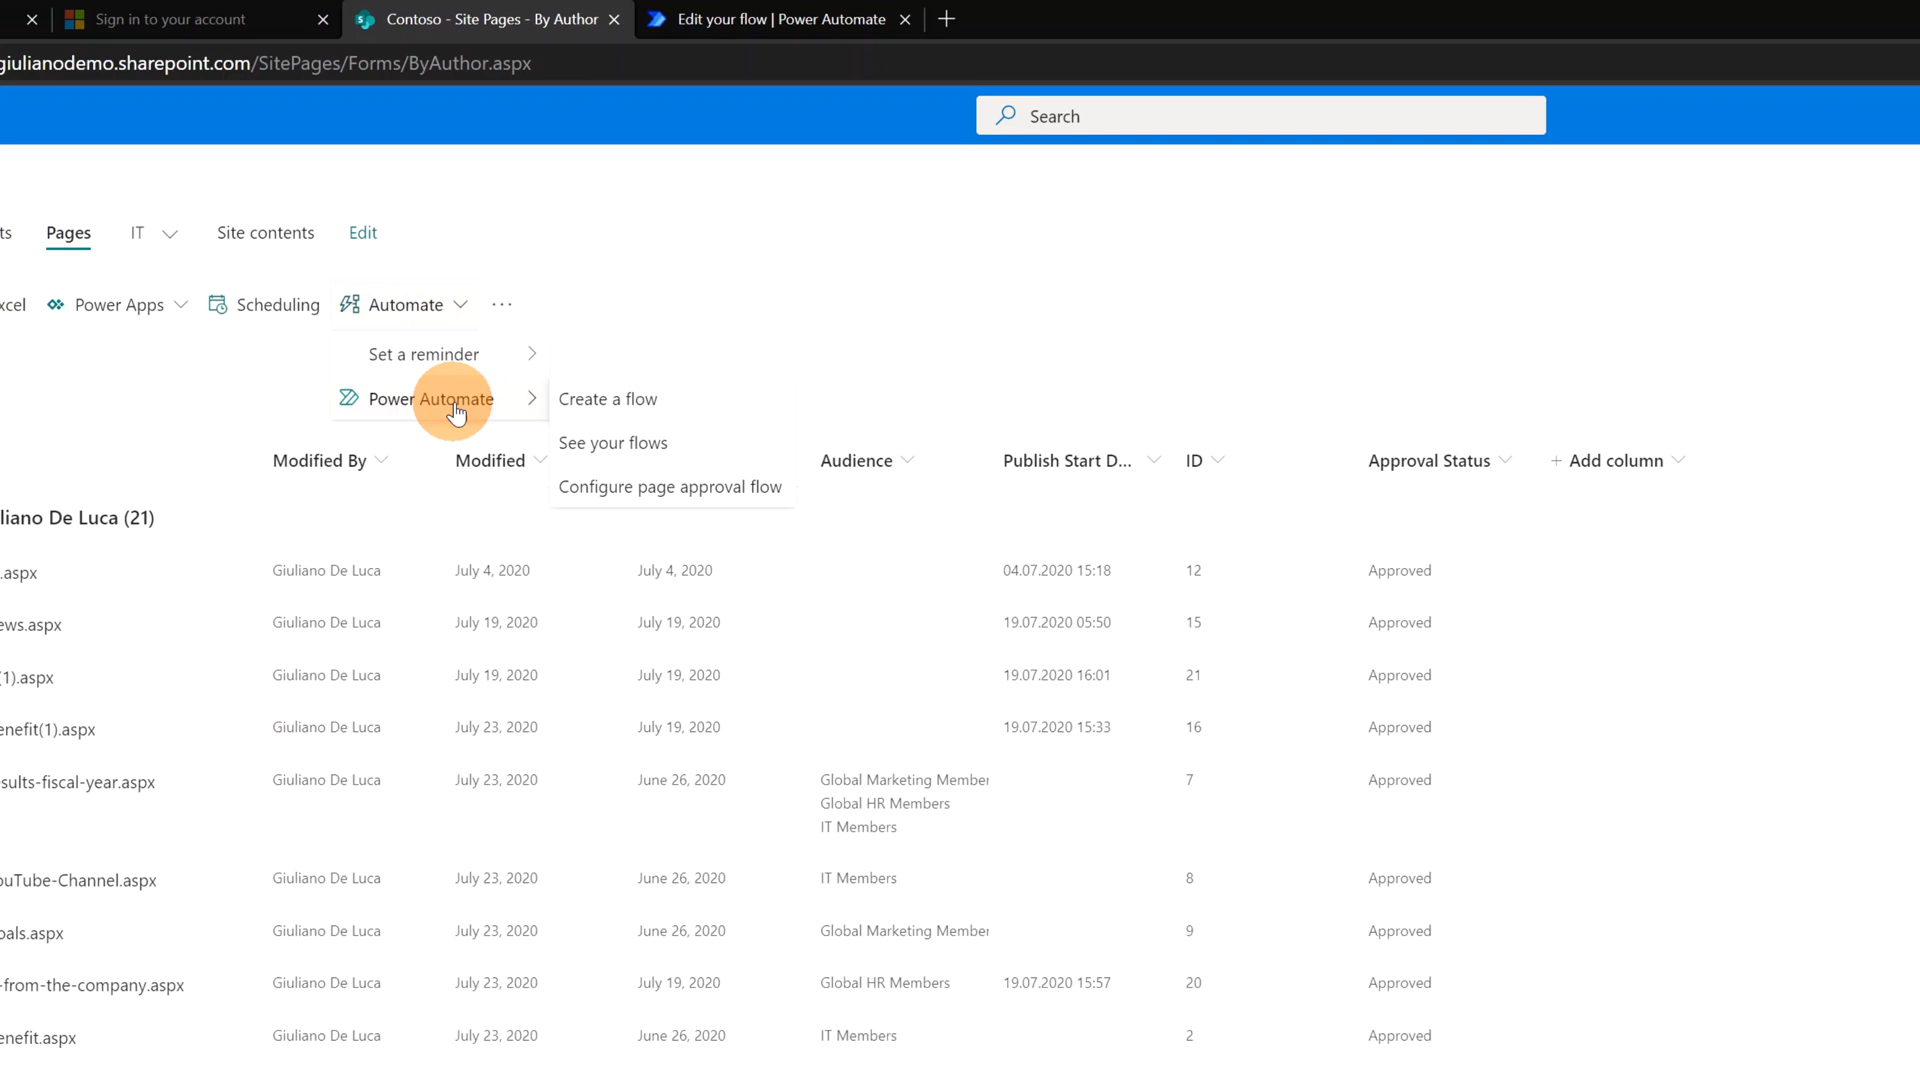 Sign in to your account
Contoso - Site Pages - By Author
Edit your flow | Power Automate
giulianodemo.sharepoint.com/SitePages/Forms/ByAuthor.aspx
Search
ts Pages IT Site contents Edit
xcel Power Apps Scheduling Automate ...
Set a reminder
Power Automate
Create a flow
See your flows
Configure page approval flow
Modified By Modified Audience Publish Start D... ID Approval Status + Add column
liano De Luca (21)
.aspx Giuliano De Luca July 4, 2020 July 4, 2020 04.07.2020 15:18 12 Approved
ews.aspx Giuliano De Luca July 19, 2020 July 19, 2020 19.07.2020 05:50 15 Approved
(1).aspx Giuliano De Luca July 19, 2020 July 19, 2020 19.07.2020 16:01 21 Approved
enefit(1).aspx Giuliano De Luca July 23, 2020 July 19, 2020 19.07.2020 15:33 16 Approved
sults-fiscal-year.aspx Giuliano De Luca July 23, 2020 June 26, 2020 Global Marketing Member 7 Approved
Global HR Members
IT Members
ouTube-Channel.aspx Giuliano De Luca July 23, 2020 June 26, 2020 IT Members 8 Approved
oals.aspx Giuliano De Luca July 23, 2020 June 26, 2020 Global Marketing Member 9 Approved
-from-the-company.aspx Giuliano De Luca July 23, 2020 July 19, 2020 Global HR Members 19.07.2020 15:57 20 Approved
enefit.aspx Giuliano De Luca July 23, 2020 June 26, 2020 IT Members 2 Approved